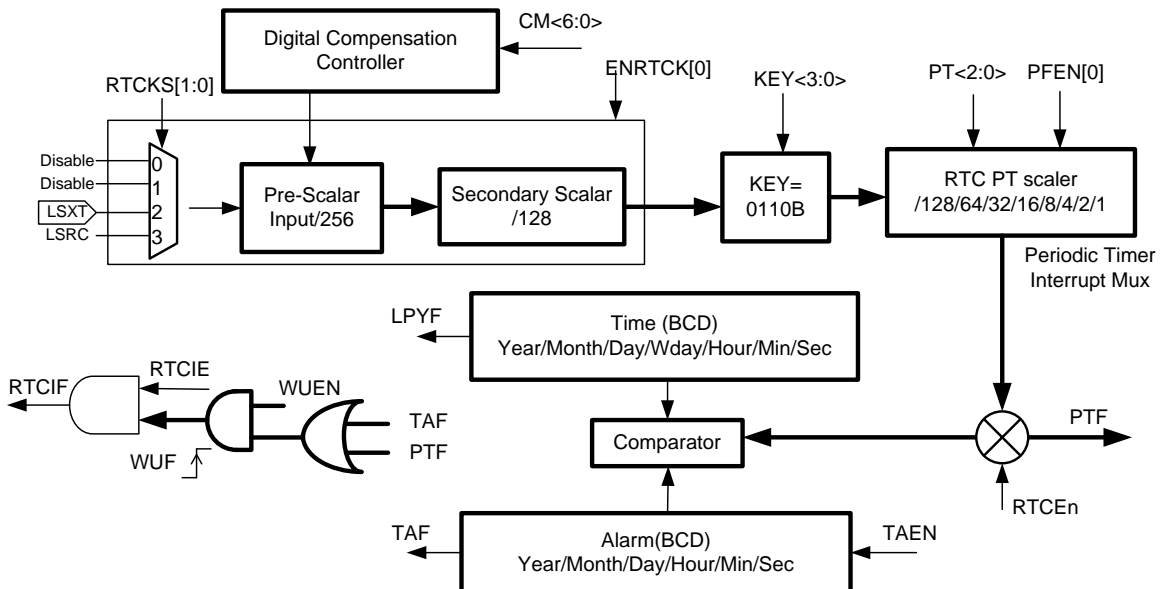 CM<6:0>
Digital Compensation
Controller
RTCKS[1:0]
ENRTCK[0]
KEY<3:0>
PT<2:0>
PFEN[0]
Disable
0
Disable
1
LSXT
2
LSRC
3
Pre-Scalar
Input/256
Secondary Scalar
/128
KEY=
0110B
RTC PT scaler
/128/64/32/16/8/4/2/1
Periodic Timer
Interrupt Mux
LPYF
Time (BCD)
Year/Month/Day/Wday/Hour/Min/Sec
RTCIF
RTCIE
WUEN
TAF
PTF
WUF
Comparator
PTF
RTCEn
TAF
Alarm(BCD)
Year/Month/Day/Hour/Min/Sec
TAEN